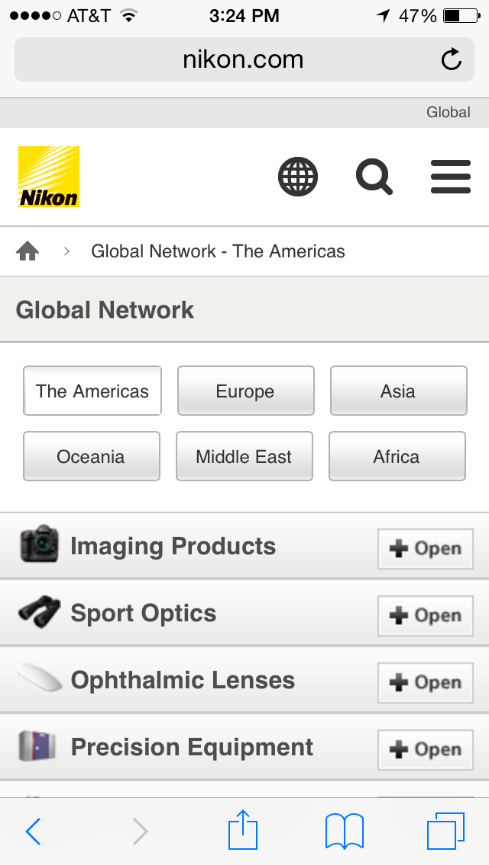 AT&T 3:24 PM 47%
nikon.com
Global
Nikon
Global Network - The Americas
Global Network
The Americas Europe Asia
Oceania Middle East Africa
Imaging Products Open
Sport Optics Open
Ophthalmic Lenses Open
Precision Equipment Open